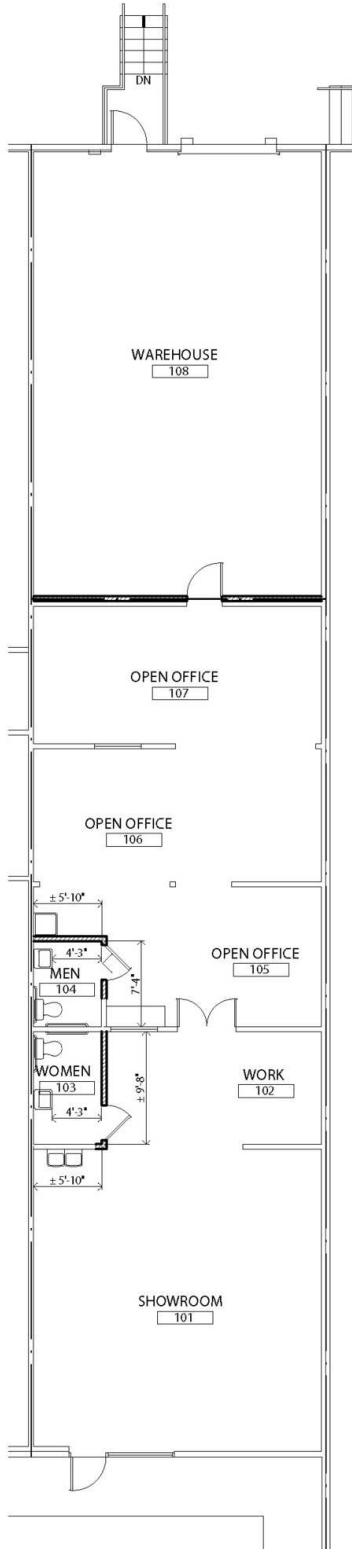 DN
WAREHOUSE
108
OPEN OFFICE
107
OPEN OFFICE
106
± 5'-10"
4'-3"
MEN
104
7'-4"
OPEN OFFICE
105
WOMEN
103
4'-3"
± 9'-8"
WORK
102
± 5'-10"
SHOWROOM
101